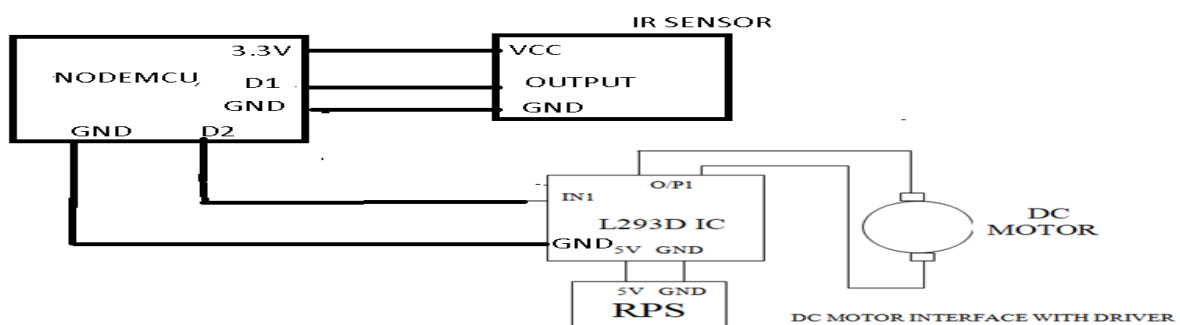 IR SENSOR
3.3V
VCC
NODEMCU
D1
OUTPUT
GND
GND
GND
D2
O/P1
IN1
L293D IC
GND
5V GND
DC
MOTOR
5V GND
RPS
DC MOTOR INTERFACE WITH DRIVER